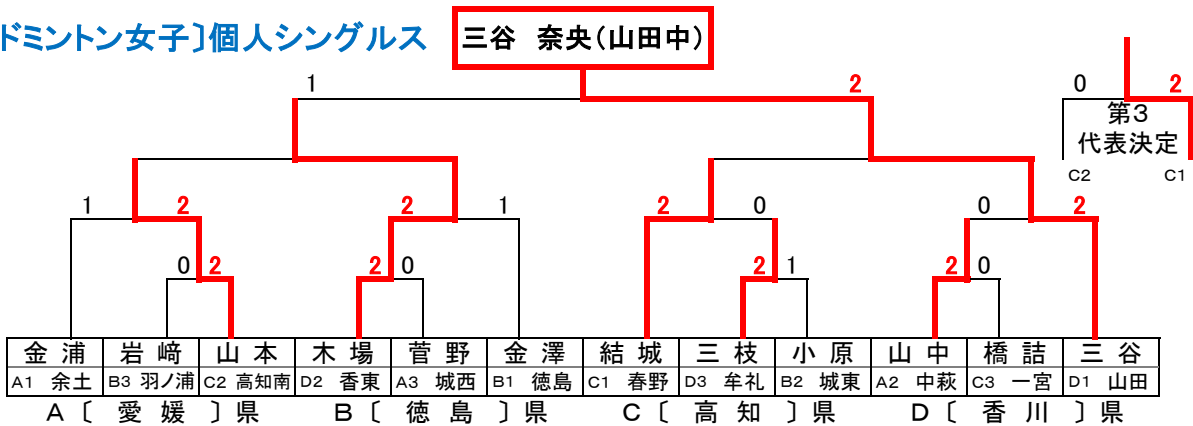 ドミントン女子〕個人シングルス
三谷　奈央（山田中）
1 2 0 2
第3
代表決定
C2 C1
1 2 2 1 2 0 0 2
0 2 2 0 2 1 2 0
金浦 岩﨑 山本 木場 菅野 金澤 結城 三枝 小原 山中 橋詰 三谷
A1 余土 B3 羽ノ浦 C2 高知南 D2 香東 A3 城西 B1 徳島 C1 春野 D3 牟礼 B2 城東 A2 中萩 C3 一宮 D1 山田
A〔愛媛〕県 B〔徳島〕県 C〔高知〕県 D〔香川〕県